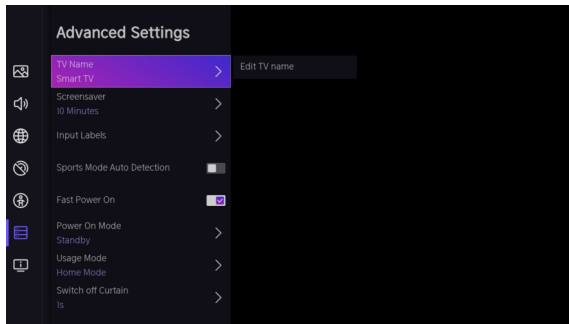 Advanced Settings
TV Name
Smart TV
Edit TV name
Screensaver
10 Minutes
Input Labels
Sports Mode Auto Detection
Fast Power On
Power On Mode
Standby
Usage Mode
Home Mode
Switch off Curtain
1s